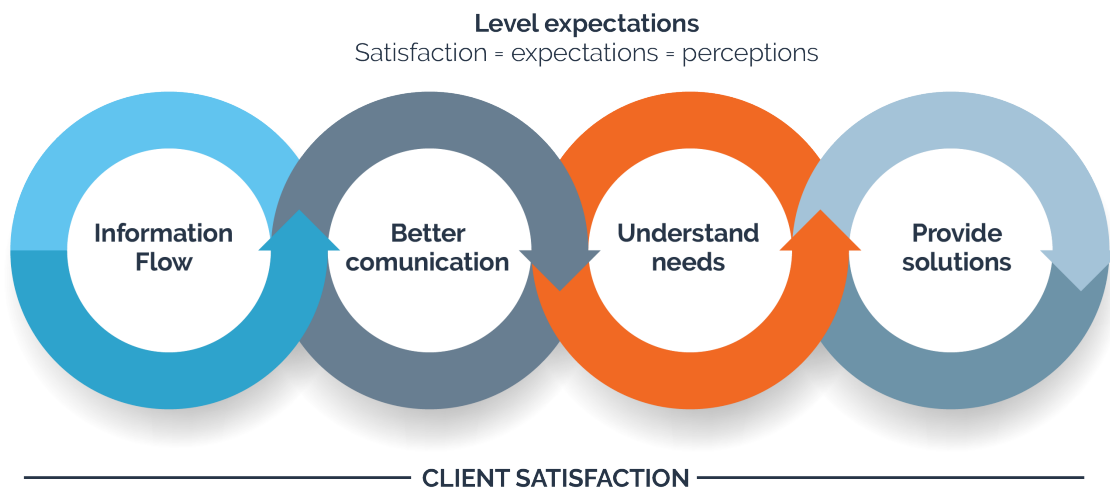 Level expectations
Satisfaction = expectations = perceptions
Information
Flow
Better
comunication
Understand
needs
Provide
solutions
CLIENT SATISFACTION